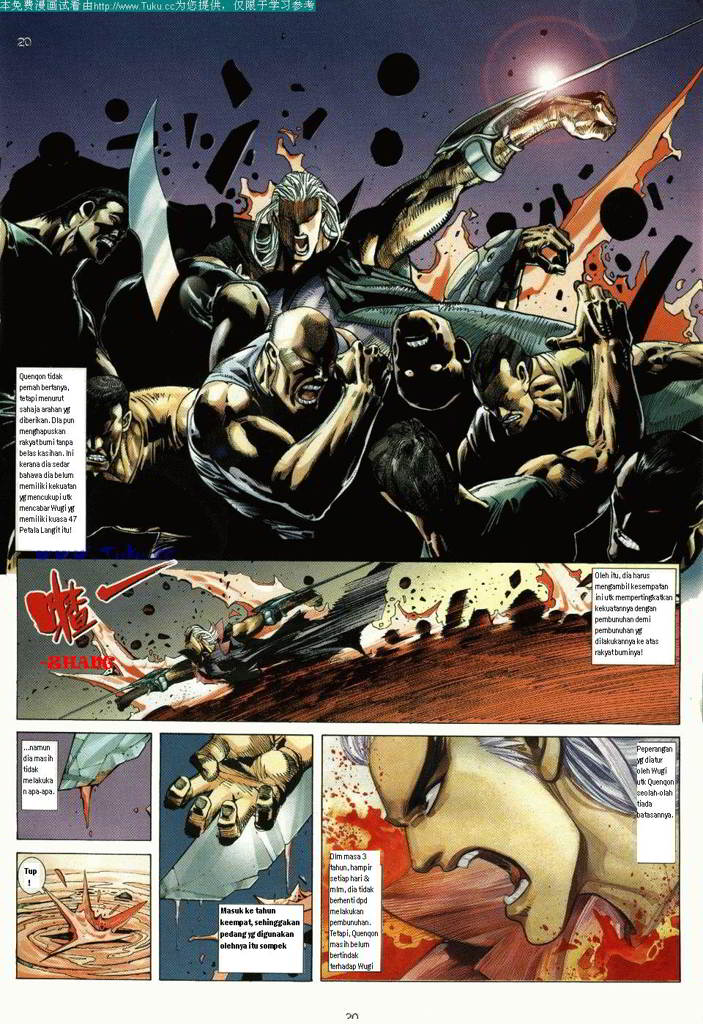 本免费漫画试看由http://www.Tuku.cc为您提供，仅限于学习参考
20
Quenqon tidak
pernah bertanya,
tetapi menurut
sahaja arahan yg
diberikan. Dia pun
menghapuskan
rakyat bumi tanpa
belas kasihan. Ini
kerana dia sedar
bahawa dia belum
memiliki kekuatan
yg mencukupi utk
mencabar Wugi yg
memiliki kuasa 47
Petala Langit itu!
Oleh itu, dia harus
mengambil kesempatan
ini utk mempertingkatkan
kekuatannya dengan
pembunuhan demi
pembunuhan yg
dilakukannya ke atas
rakyat buminya!
...namun
dia masih
tidak
melakuka
n apa-apa.
Tup
!
Masuk ke tahun
keempat, sehinggakan
pedang yg digunakan
olehnya itu sompek
Peperangan
yg diatur
oleh Wugi
utk Quenqon
seolah-olah
tiada
batasannya.
Dlm masa 3
tahun, hampir
setiap hari &
mlm, dia tidak
berhenti dpd
melakukan
pembunuhan.
Tetapi, Quenqon
masih belum
bertindak
terhadap Wugi
20